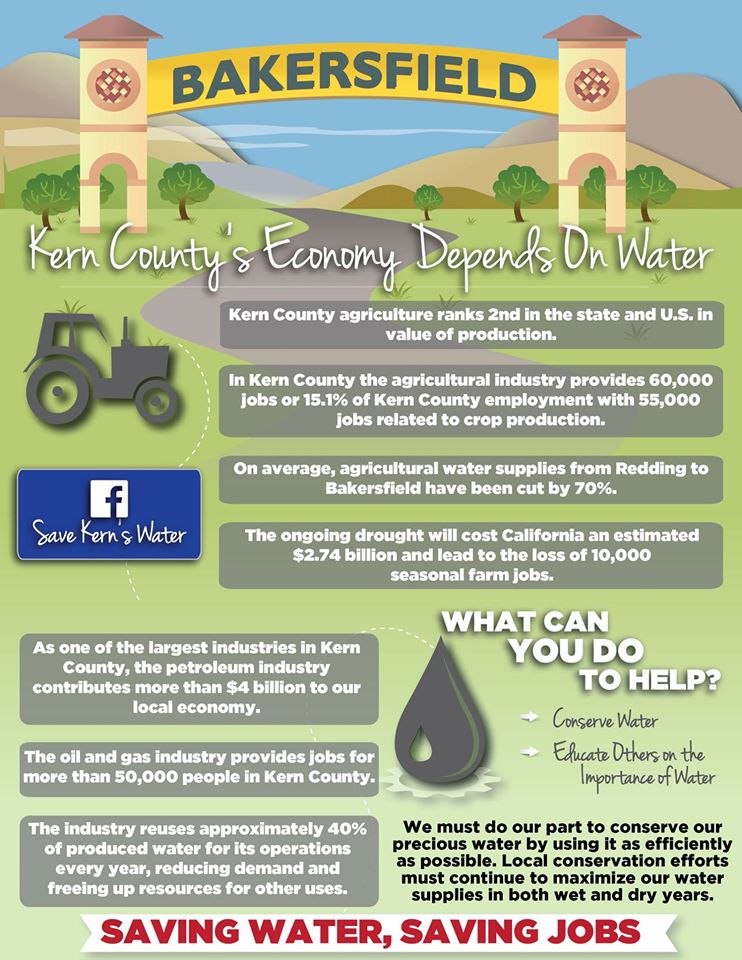 BAKERSFIELD
Kern County's Economy Depends On Water
Kern County agriculture ranks 2nd in the state and U.S. in
value of production.
In Kern County the agricultural industry provides 60,000
jobs or 15.1% of Kern County employment with 55,000
jobs related to crop production.
On average, agricultural water supplies from Redding to
Bakersfield have been cut by 70%.
f
Save Kern's Water
The ongoing drought will cost California an estimated
$2.74 billion and lead to the loss of 10,000
seasonal farm jobs.
As one of the largest industries in Kern
County, the petroleum industry
contributes more than $4 billion to our
local economy.
The oil and gas industry provides jobs for
more than 50,000 people in Kern County.
The industry reuses approximately 40%
of produced water for its operations
every year, reducing demand and
freeing up resources for other uses.
WHAT CAN
YOU DO
TO HELP?
Conserve Water
Educate Others on the
Importance of Water
We must do our part to conserve our
precious water by using it as efficiently
as possible. Local conservation efforts
must continue to maximize our water
supplies in both wet and dry years.
SAVING WATER, SAVING JOBS